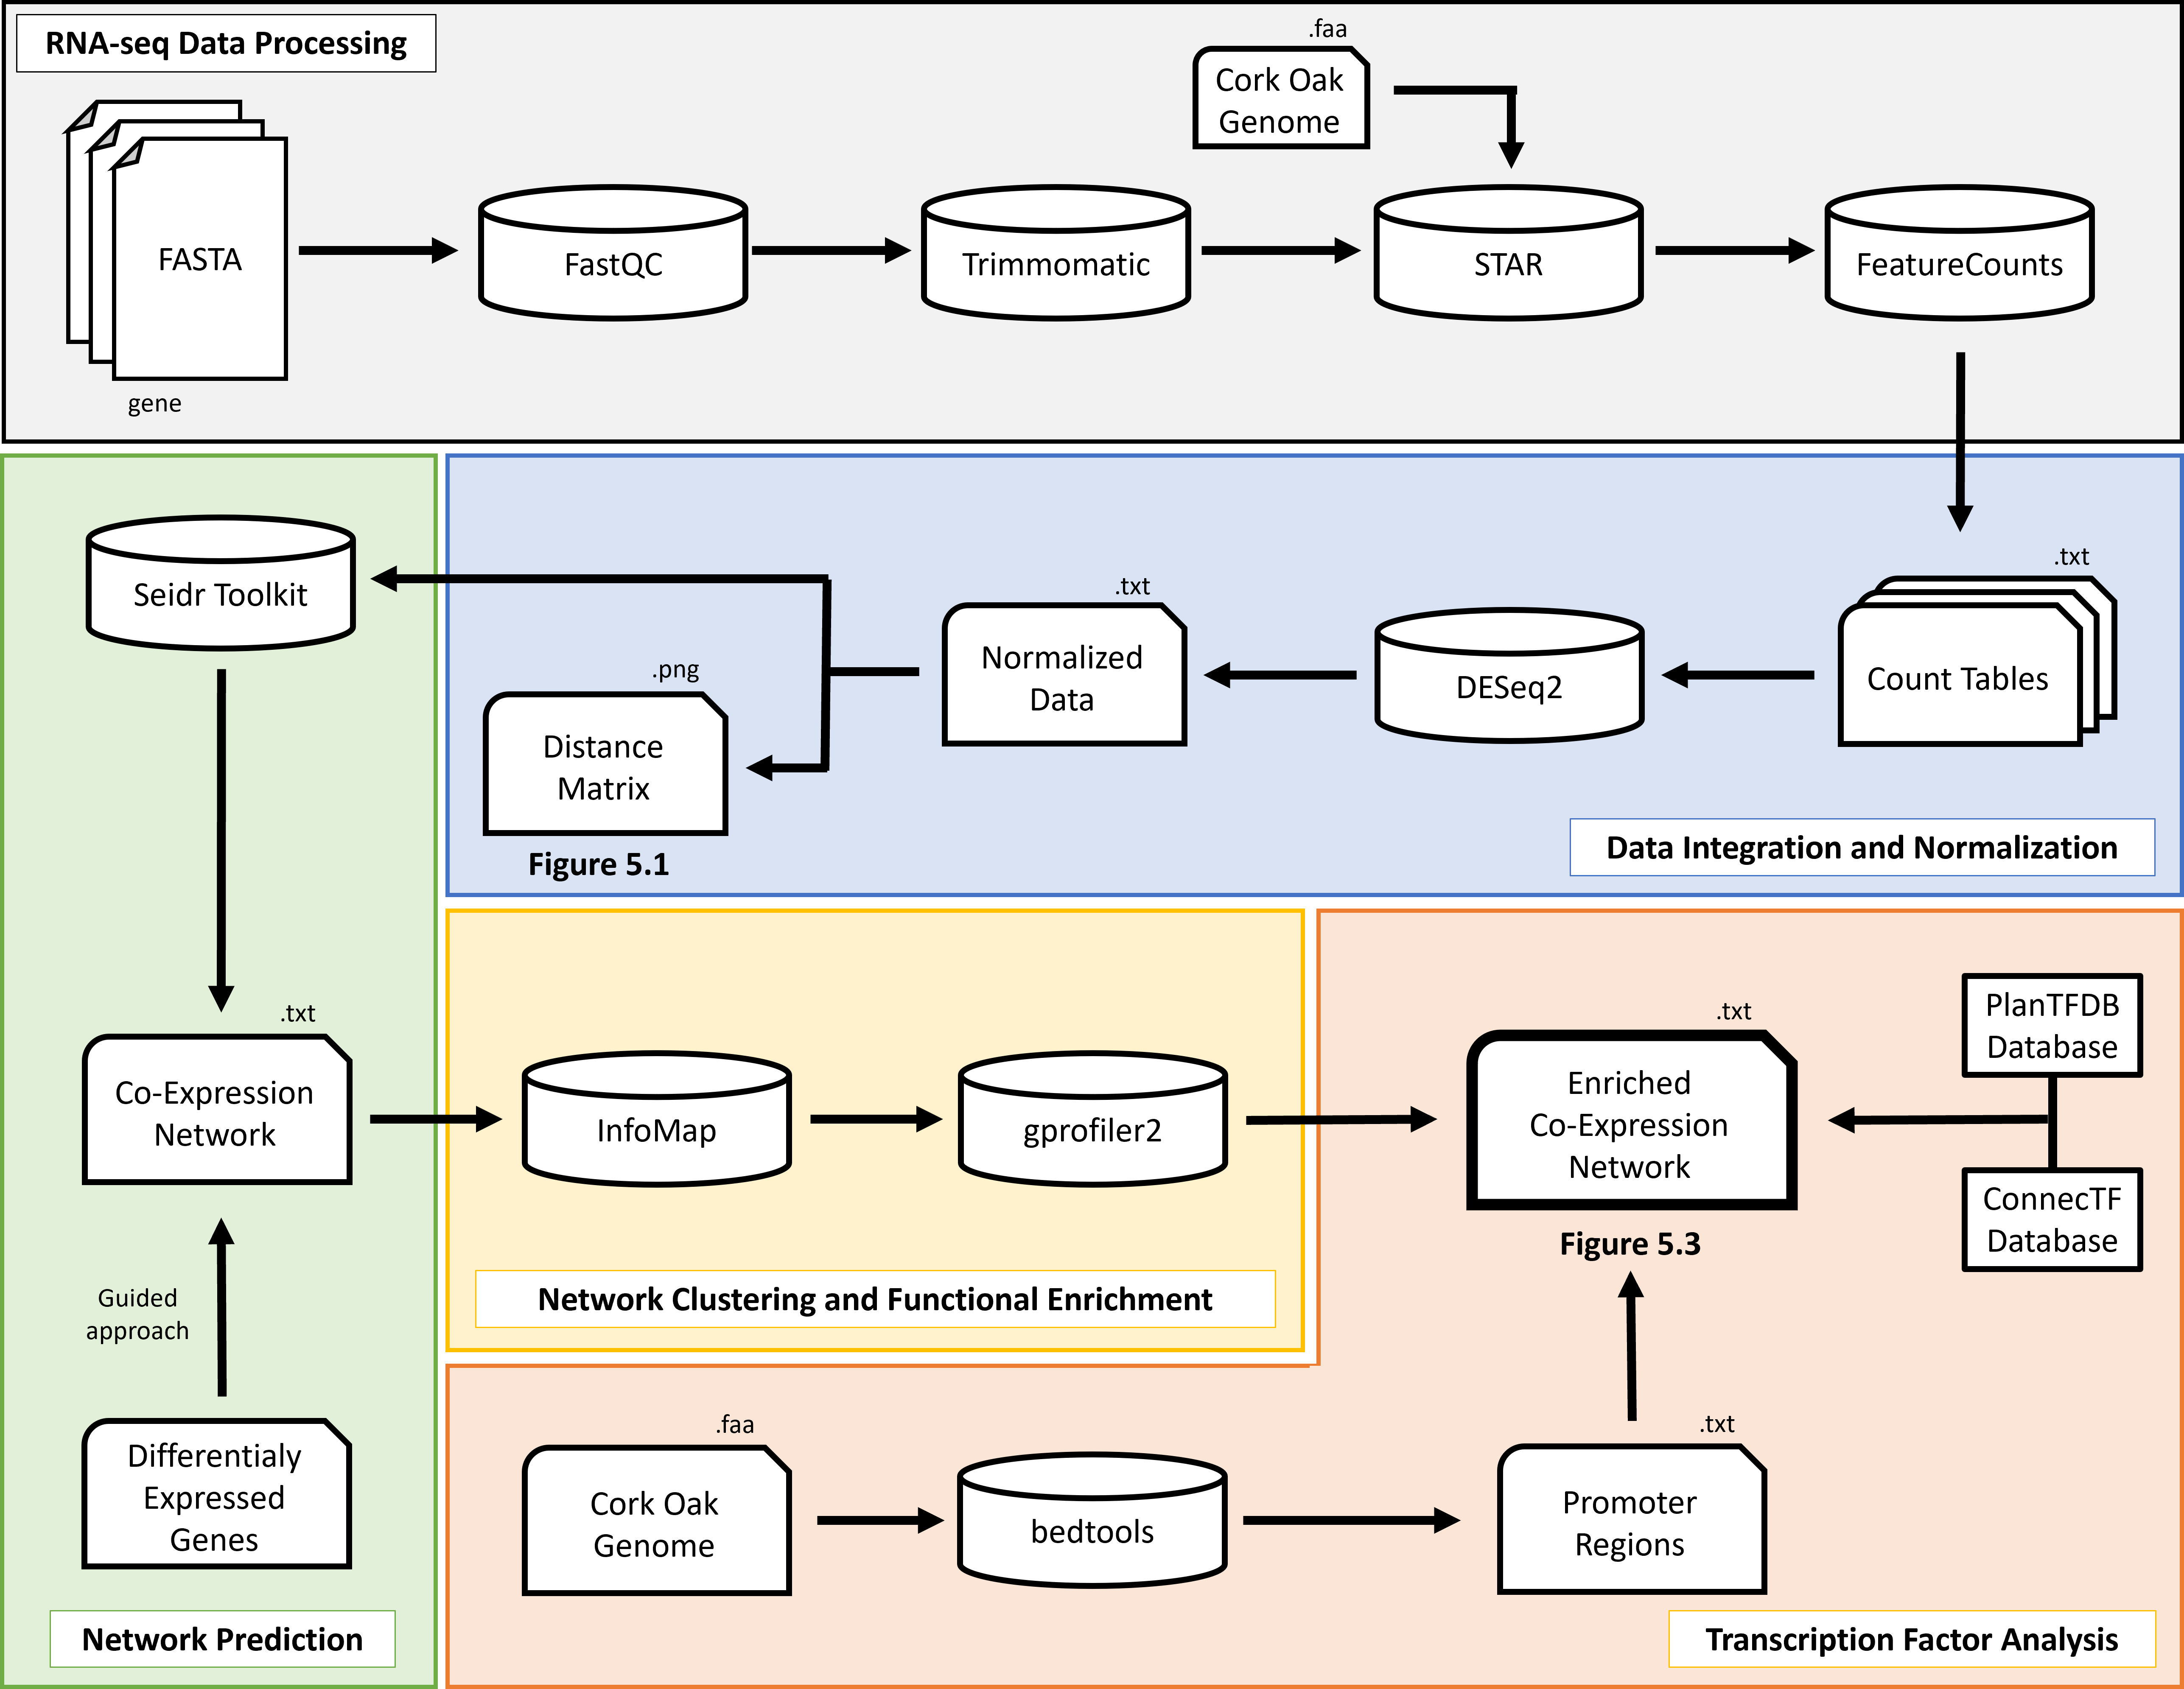 RNA-seq Data Processing
.faa
Cork Oak
Genome
FASTA
gene
FastQC
Trimmomatic
STAR
FeatureCounts
Seidr Toolkit
.txt
Co-Expression
Network
Guided
approach
Differentialy
Expressed
Genes
Network Prediction
.txt
Count Tables
DESeq2
.txt
Normalized
Data
.png
Distance
Matrix
Figure 5.1
Data Integration and Normalization
InfoMap
gprofiler2
Network Clustering and Functional Enrichment
.txt
Enriched
Co-Expression
Network
Figure 5.3
PlanTFDB
Database
ConnecTF
Database
.faa
Cork Oak
Genome
bedtools
.txt
Promoter
Regions
Transcription Factor Analysis